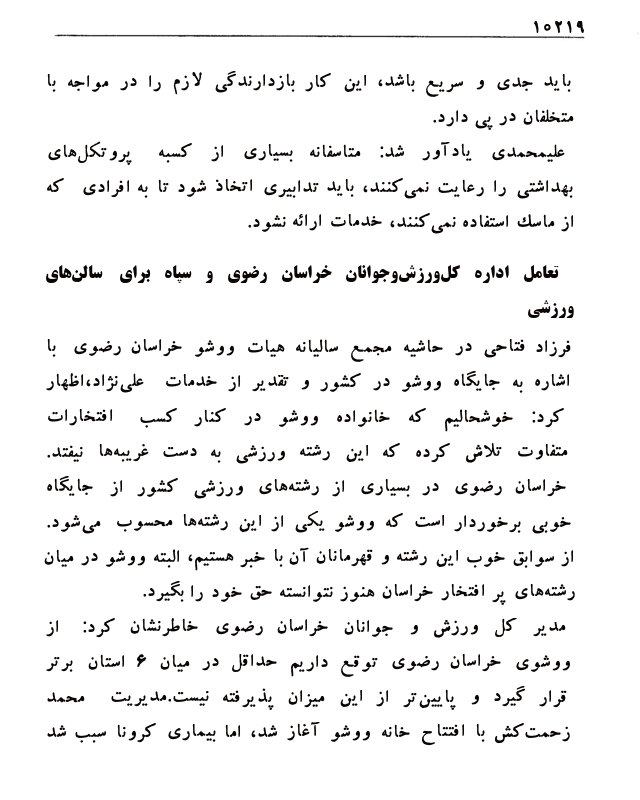 ۱۰۲۱۹
باید جدی و سریع باشد، این کار بازدارندگی لازم را در مواجه با
متخلفان در پی دارد.
علیمحمدی یادآور شد: متاسفانه بسیاری از کسبه پروتکل‌های
بهداشتی را رعایت نمی‌کنند، باید تدابیری اتخاذ شود تا به افرادی که
از ماسک استفاده نمی‌کنند، خدمات ارائه نشود.
تعامل اداره کل‌ورزش‌وجوانان خراسان رضوی و سپاه برای سالن‌های
ورزشی
فرزاد فتاحی در حاشیه مجمع سالیانه هیات ووشو خراسان رضوی با
اشاره به جایگاه ووشو در کشور و تقدیر از خدمات علی‌نژاد،اظهار
کرد: خوشحالیم که خانواده ووشو در کنار کسب افتخارات
متفاوت تلاش کرده که این رشته ورزشی به دست غریبه‌ها نیفتد.
خراسان رضوی در بسیاری از رشته‌های ورزشی کشور از جایگاه
خوبی برخوردار است که ووشو یکی از این رشته‌ها محسوب می‌شود.
از سوابق خوب این رشته و قهرمانان آن با خبر هستیم، البته ووشو در میان
رشته‌های پر افتخار خراسان هنوز نتوانسته حق خود را بگیرد.
مدیر کل ورزش و جوانان خراسان رضوی خاطرنشان کرد: از
ووشوی خراسان رضوی توقع داریم حداقل در میان ۶ استان برتر
قرار گیرد و پایین‌تر از این میزان پذیرفته نیست.مدیریت محمد
زحمت‌کش با افتتاح خانه ووشو آغاز شد، اما بیماری کرونا سبب شد